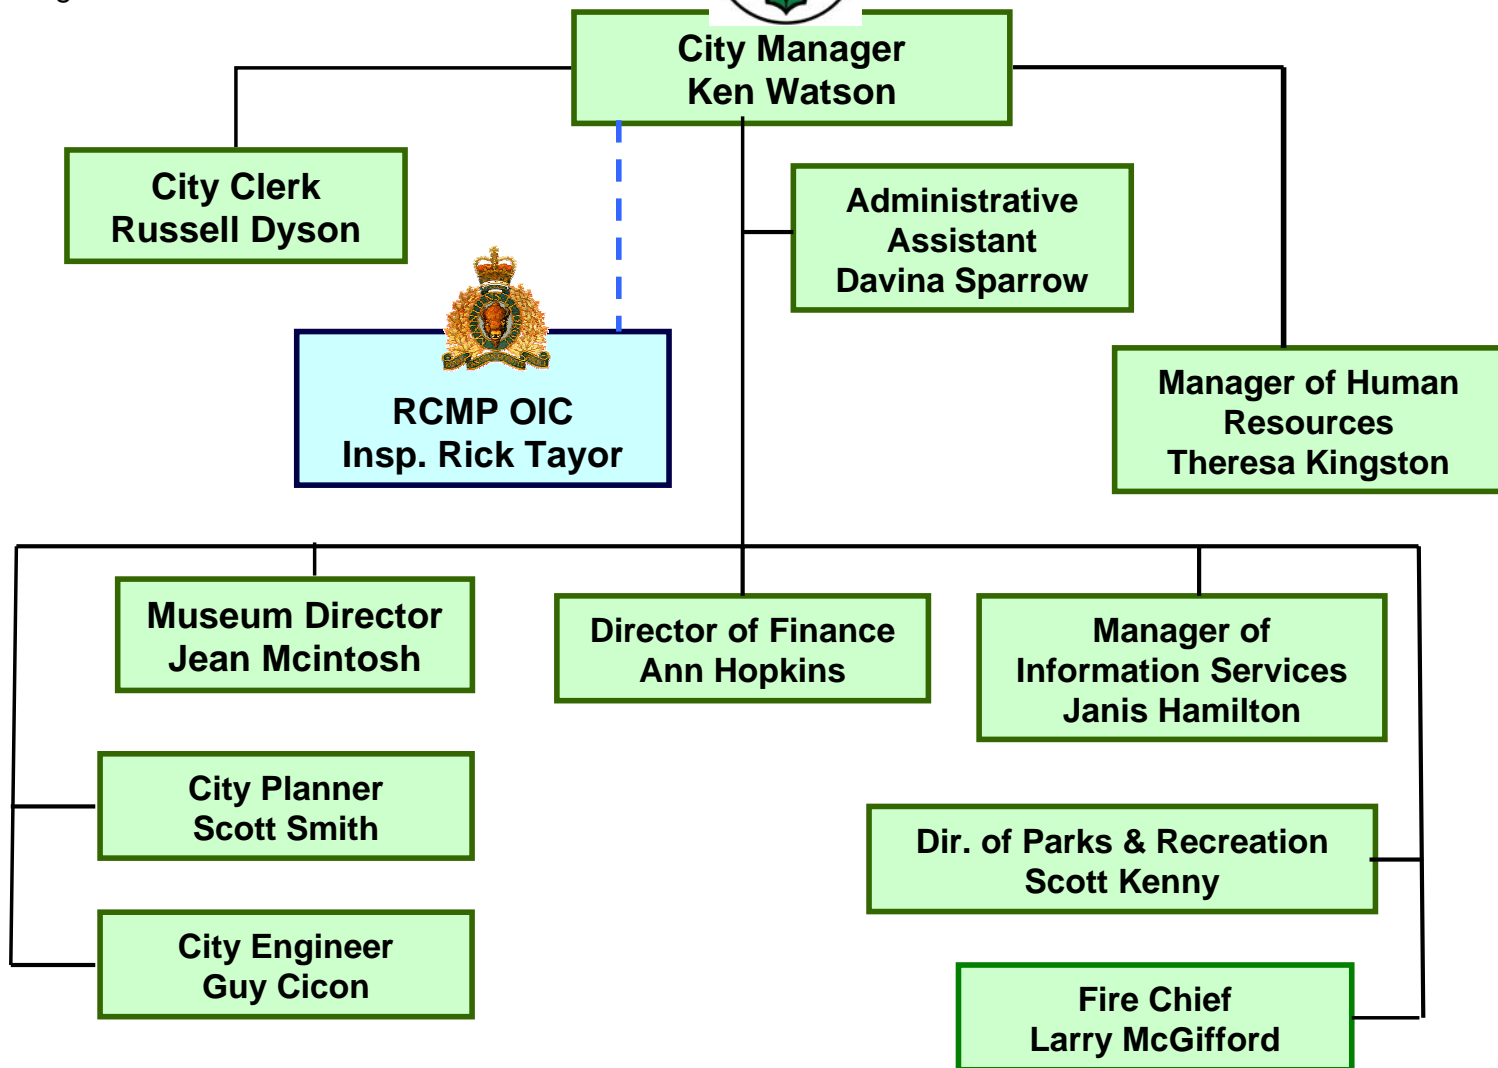 City Manager
Ken Watson
City Clerk
Russell Dyson
Administrative
Assistant
Davina Sparrow
RCMP OIC
Insp. Rick Tayor
Manager of Human
Resources
Theresa Kingston
Museum Director
Jean Mcintosh
Director of Finance
Ann Hopkins
Manager of
Information Services
Janis Hamilton
City Planner
Scott Smith
Dir. of Parks & Recreation
Scott Kenny
City Engineer
Guy Cicon
Fire Chief
Larry McGifford